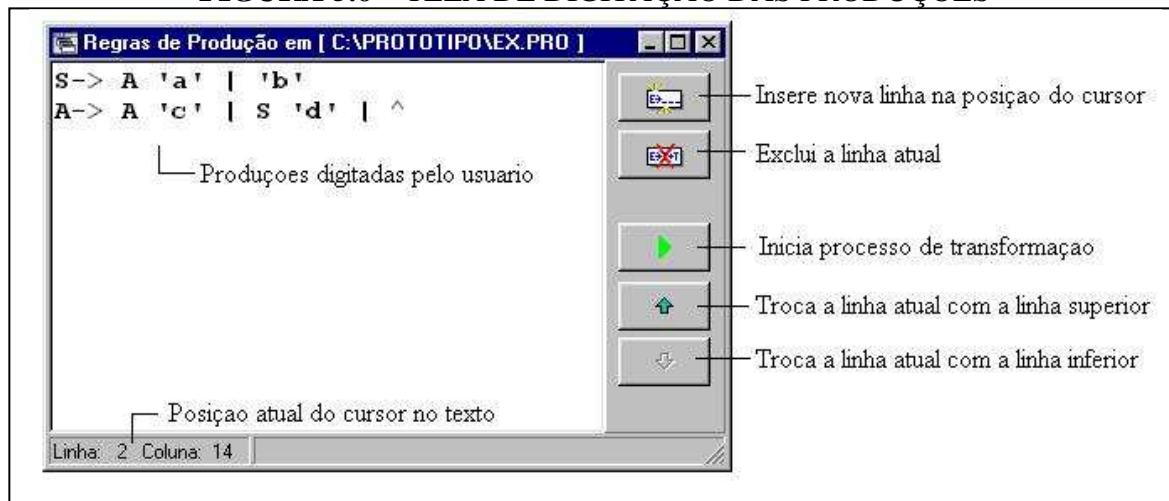 Regras de Produção em [ C:\PROTOTIPO\EX.PRO ]
S-> A 'a' | 'b'
A-> A 'c' | S 'd' | ^
Produçoes digitadas pelo usuario
Insere nova linha na posiçao do cursor
Exclui a linha atual
Inicia processo de transformaçao
Troca a linha atual com a linha superior
Troca a linha atual com a linha inferior
Posiçao atual do cursor no texto
Linha: 2 Coluna: 14